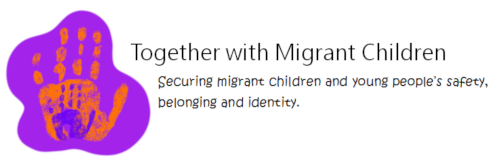 Together with Migrant Children
Securing migrant children and young people's safety,
belonging and identity.